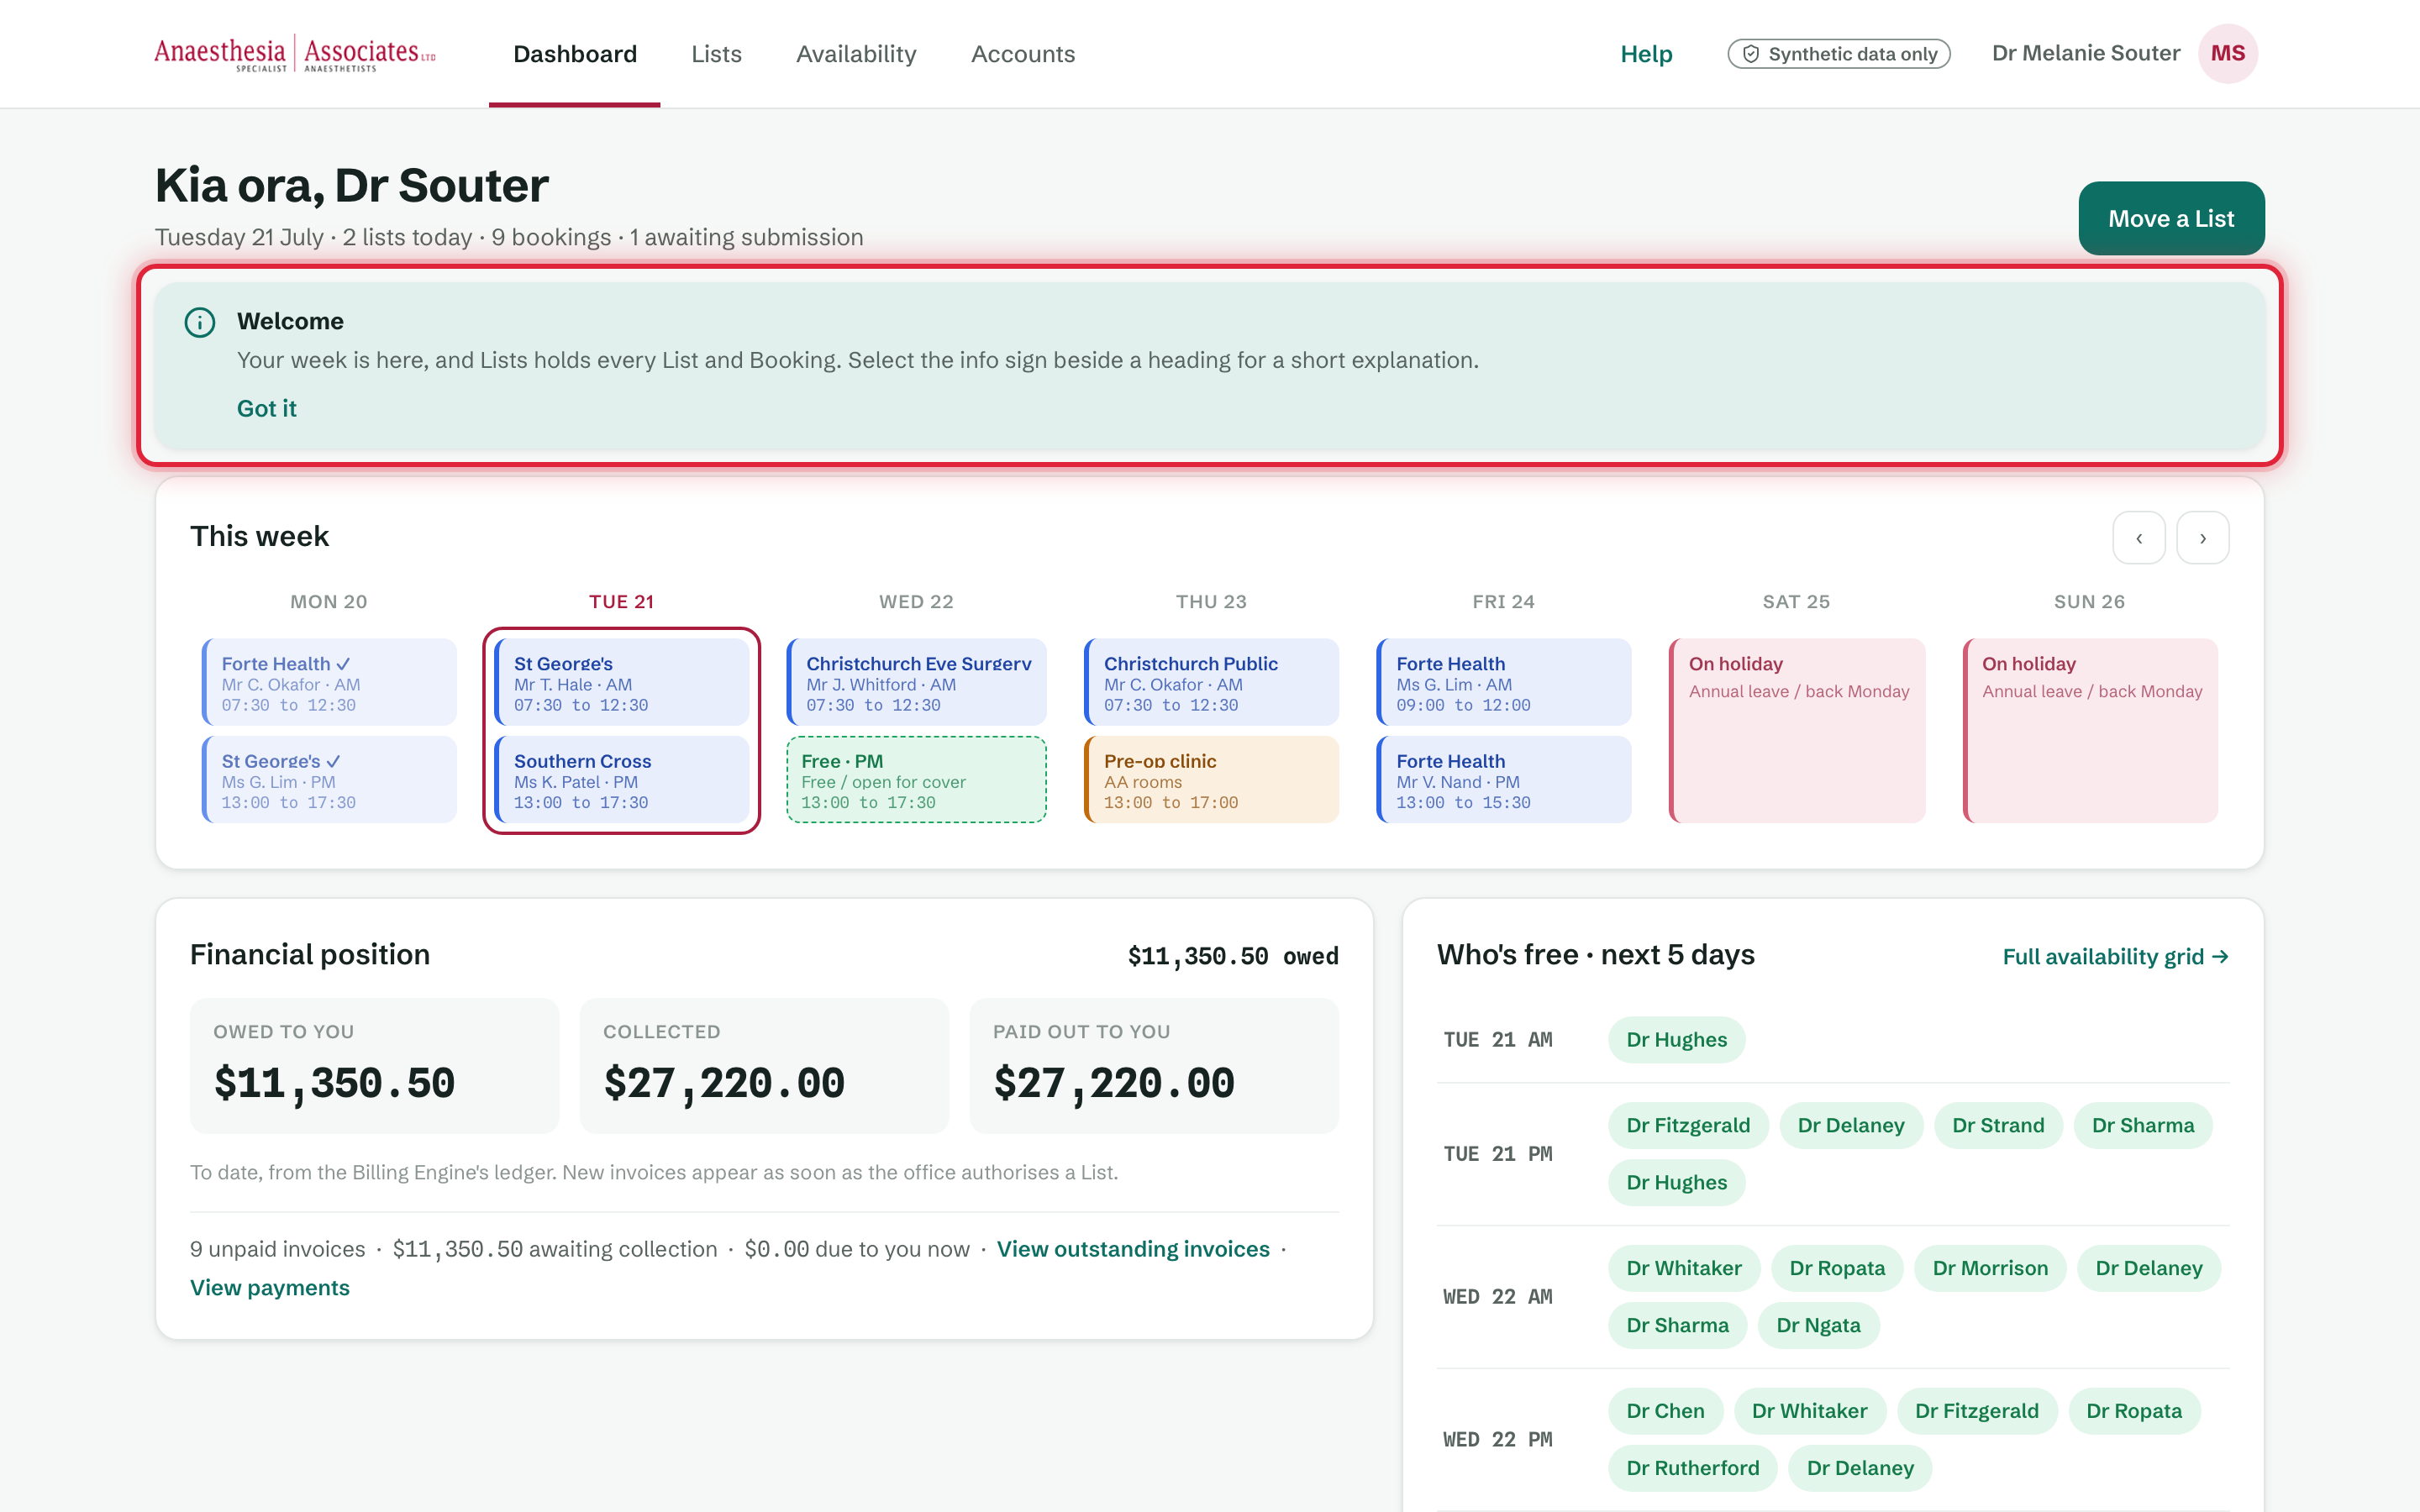 Anaesthesia Associates LTD
SPECIALIST ANAESTHETISTS
Dashboard
Lists
Availability
Accounts
Help
Synthetic data only
Dr Melanie Souter
MS
Kia ora, Dr Souter
Tuesday 21 July · 2 lists today · 9 bookings · 1 awaiting submission
Move a List
Welcome
Your week is here, and Lists holds every List and Booking. Select the info sign beside a heading for a short explanation.
Got it
This week
‹
›
MON 20
Forte Health ✓
Mr C. Okafor · AM
07:30 to 12:30
St George's ✓
Ms G. Lim · PM
13:00 to 17:30
TUE 21
St George's
Mr T. Hale · AM
07:30 to 12:30
Southern Cross
Ms K. Patel · PM
13:00 to 17:30
WED 22
Christchurch Eye Surgery
Mr J. Whitford · AM
07:30 to 12:30
Free · PM
Free / open for cover
13:00 to 17:30
THU 23
Christchurch Public
Mr C. Okafor · AM
07:30 to 12:30
Pre-op clinic
AA rooms
13:00 to 17:00
FRI 24
Forte Health
Ms G. Lim · AM
09:00 to 12:00
Forte Health
Mr V. Nand · PM
13:00 to 15:30
SAT 25
On holiday
Annual leave / back Monday
SUN 26
On holiday
Annual leave / back Monday
Financial position
$11,350.50 owed
OWED TO YOU
$11,350.50
COLLECTED
$27,220.00
PAID OUT TO YOU
$27,220.00
To date, from the Billing Engine's ledger. New invoices appear as soon as the office authorises a List.
9 unpaid invoices · $11,350.50 awaiting collection · $0.00 due to you now · View outstanding invoices ·
View payments
Who's free · next 5 days
Full availability grid →
TUE 21 AM
Dr Hughes
TUE 21 PM
Dr Fitzgerald Dr Delaney Dr Strand Dr Sharma
Dr Hughes
WED 22 AM
Dr Whitaker Dr Ropata Dr Morrison Dr Delaney
Dr Sharma Dr Ngata
WED 22 PM
Dr Chen Dr Whitaker Dr Fitzgerald Dr Ropata
Dr Rutherford Dr Delaney